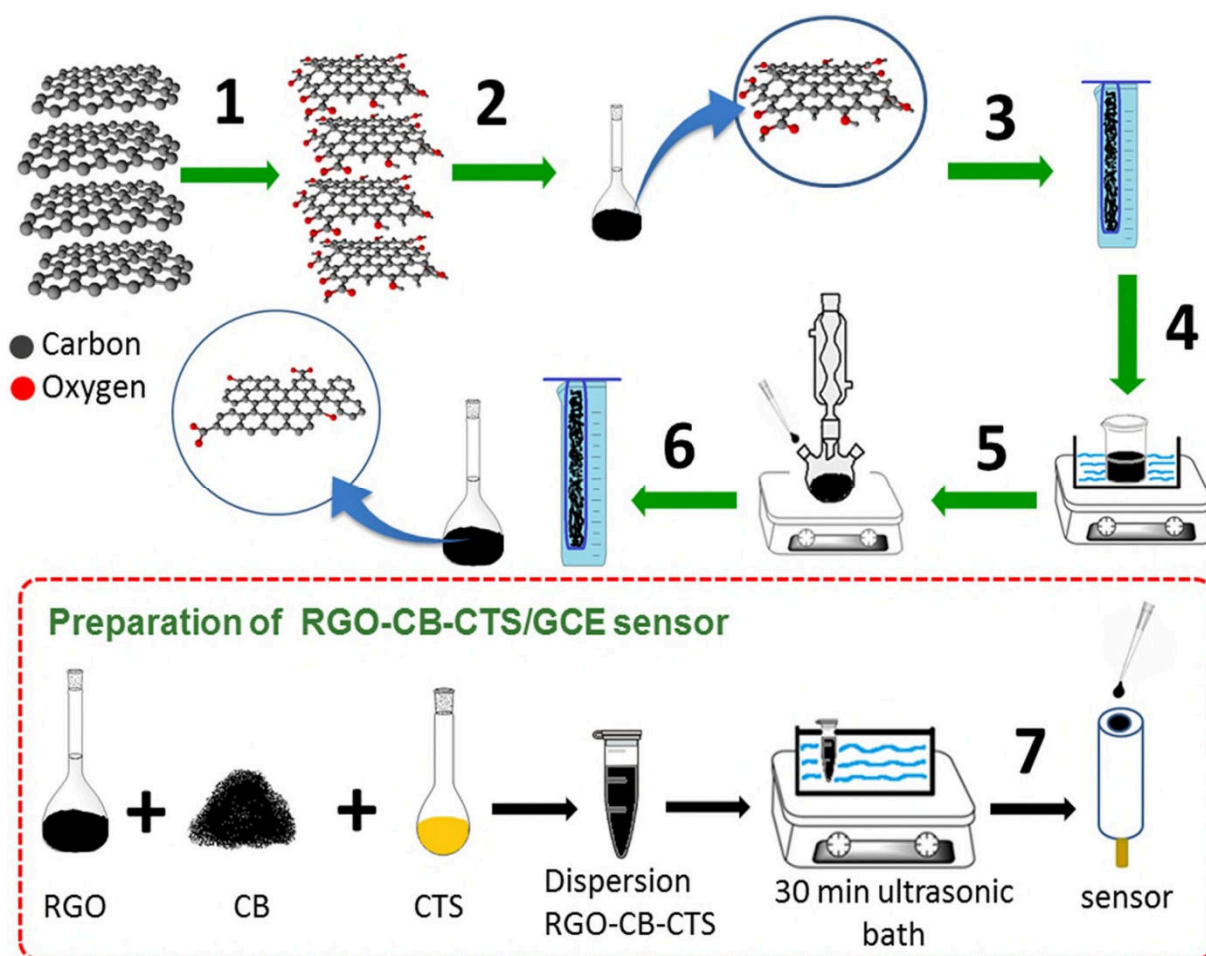 1
2
3
4
Carbon
Oxygen
6
5
Preparation of RGO-CB-CTS/GCE sensor
7
+
+
RGO
CB
CTS
Dispersion
RGO-CB-CTS
30 min ultrasonic
bath
sensor